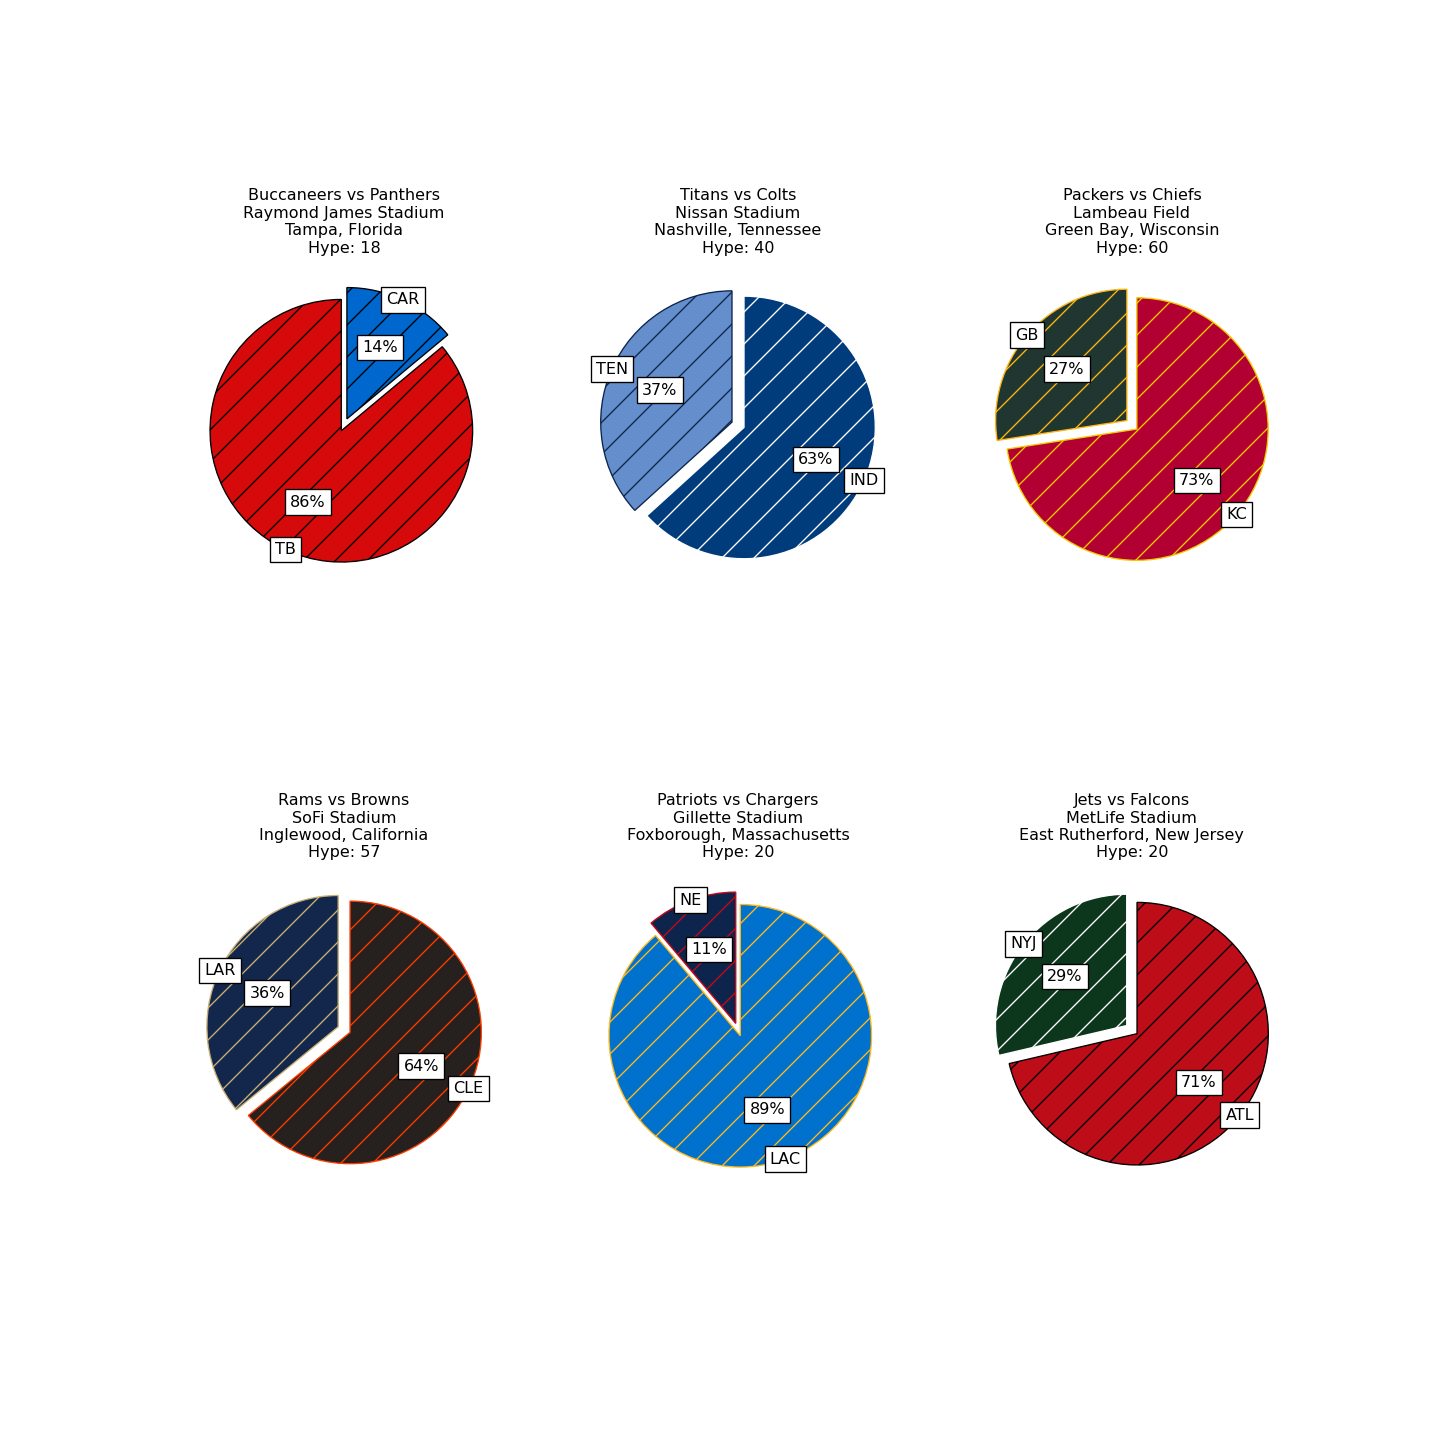 Buccaneers vs Panthers
Raymond James Stadium
Tampa, Florida
Hype: 18
CAR
14%
86%
TB
Titans vs Colts
Nissan Stadium
Nashville, Tennessee
Hype: 40
TEN
37%
63%
IND
Packers vs Chiefs
Lambeau Field
Green Bay, Wisconsin
Hype: 60
GB
27%
73%
KC
Rams vs Browns
SoFi Stadium
Inglewood, California
Hype: 57
LAR
36%
64%
CLE
Patriots vs Chargers
Gillette Stadium
Foxborough, Massachusetts
Hype: 20
NE
11%
89%
LAC
Jets vs Falcons
MetLife Stadium
East Rutherford, New Jersey
Hype: 20
NYJ
29%
71%
ATL